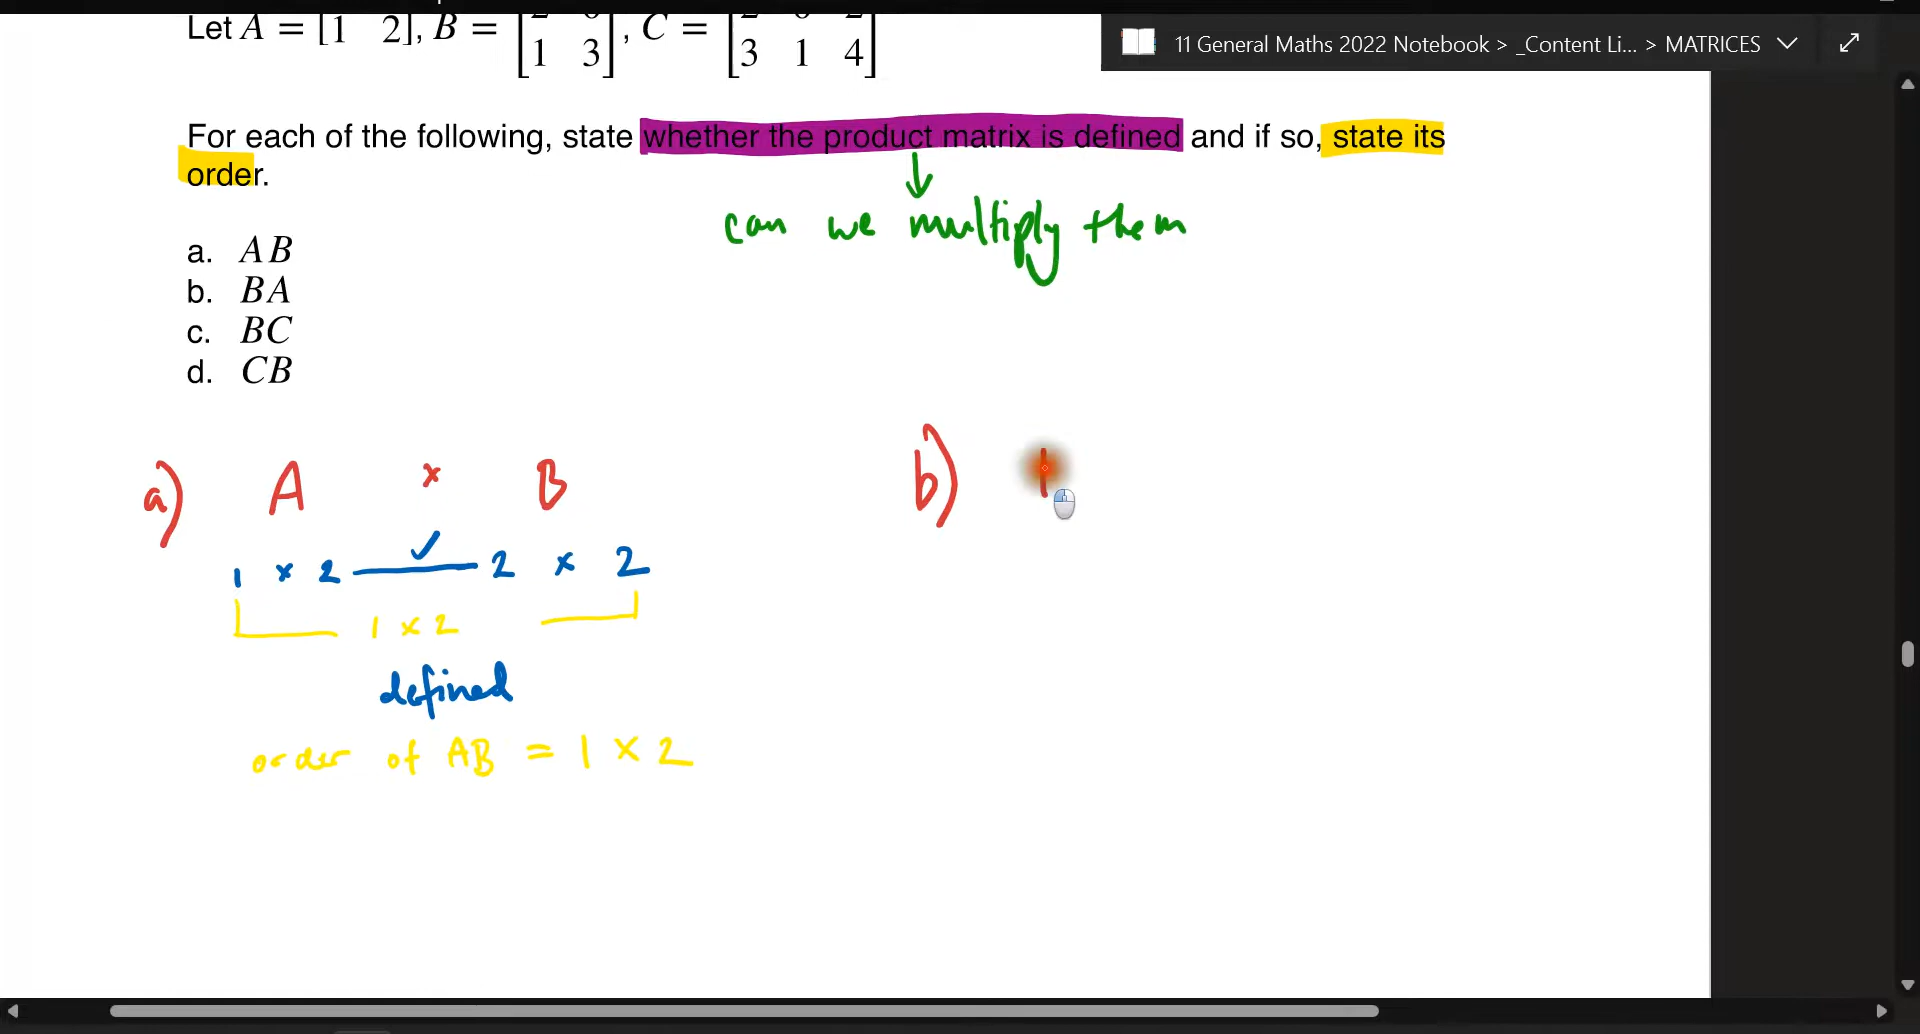 11 General Maths 2022 Notebook > _Content Li... > MATRICES
Let A = [1 2], B = [1 3], C = [3 1 4]
For each of the following, state whether the product matrix is defined and if so, state its
order.
can we multiply them
a. AB
b. BA
c. BC
d. CB
a) A × B
b)
1 × 2 2 × 2
1 × 2
defined
order of AB = 1 × 2